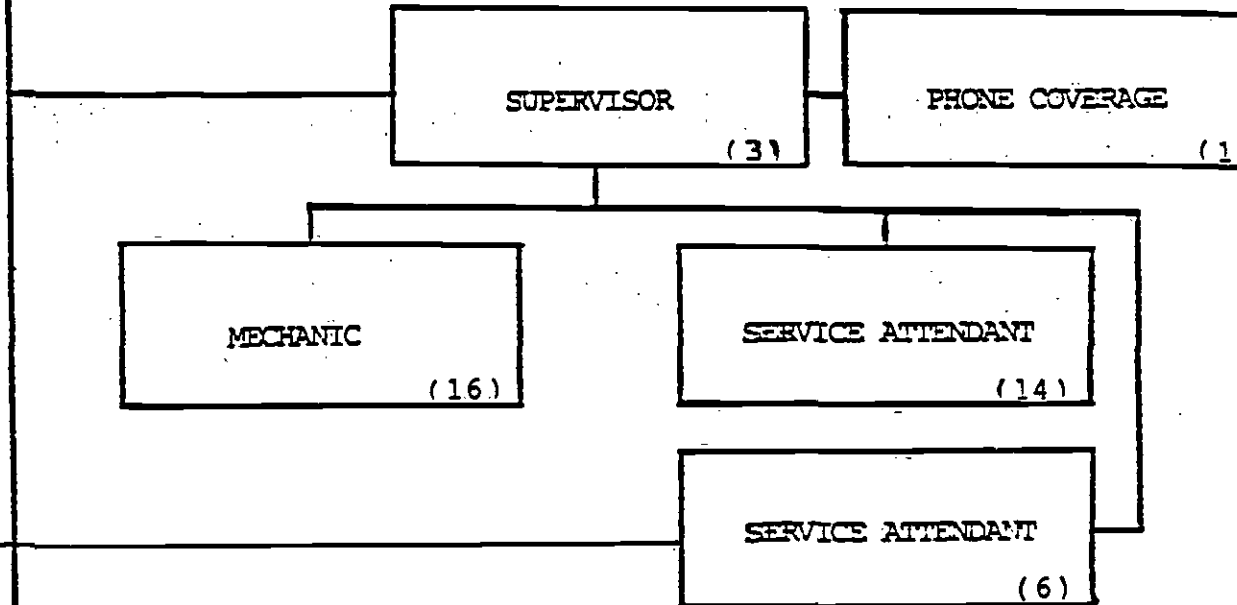 SUPERVISOR
(3)
PHONE COVERAGE
(1
MECHANIC
(16)
SERVICE ATTENDANT
(14)
SERVICE ATTENDANT
(6)